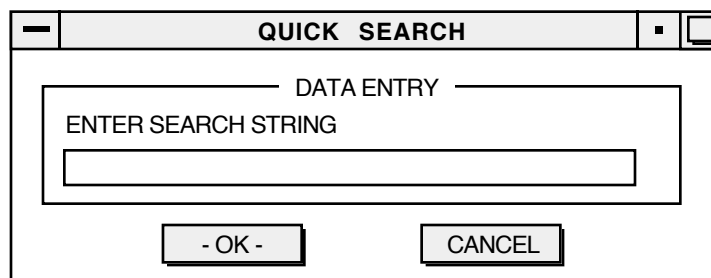 QUICK SEARCH
DATA ENTRY
ENTER SEARCH STRING
- OK - CANCEL